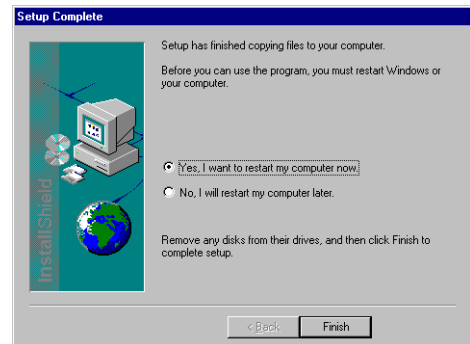 Setup Complete
Setup has finished copying files to your computer.
Before you can use the program, you must restart Windows or
your computer.
Yes, I want to restart my computer now.
No, I will restart my computer later.
Remove any disks from their drives, and then click Finish to
complete setup.
InstallShield
< Back
Finish